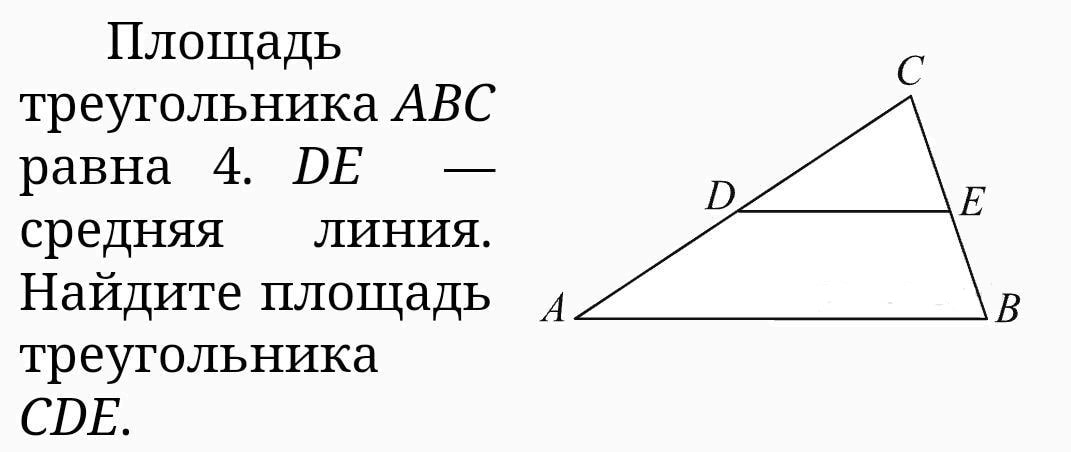 Площадь
треугольника ABC
равна 4. DE —
средняя линия.
Найдите площадь
треугольника
CDE.
C
D
E
A
B